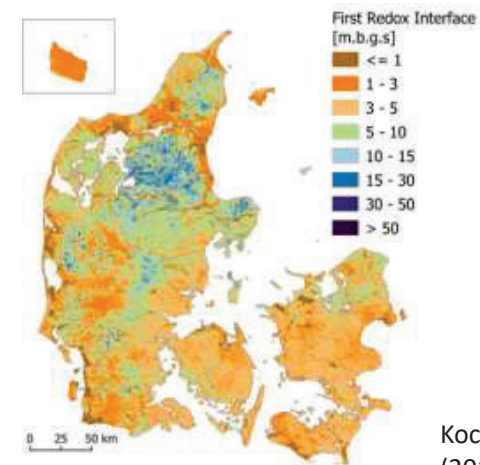 First Redox Interface
[m.b.g.s]
<= 1
1 - 3
3 - 5
5 - 10
10 - 15
15 - 30
30 - 50
> 50
0 25 50 km
Koc